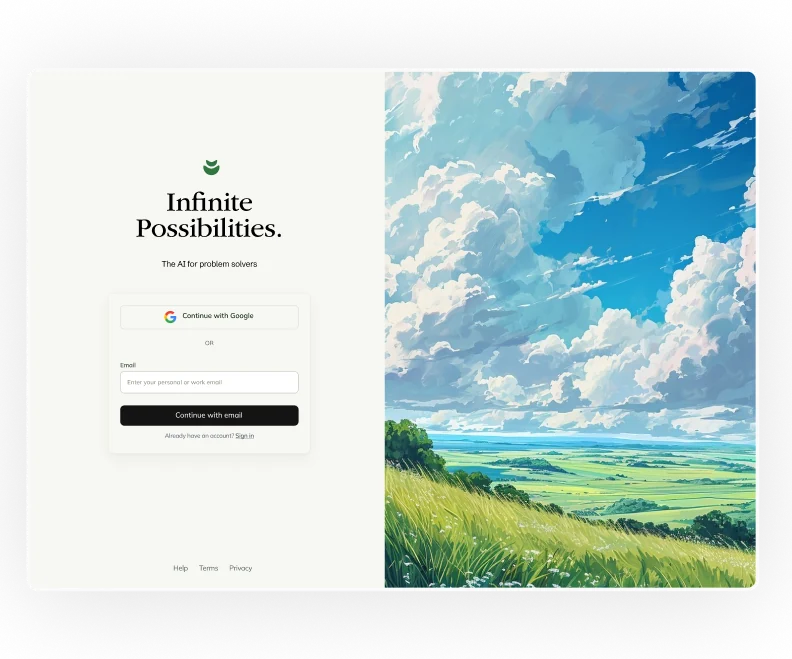 Infinite
Possibilities.
The AI for problem solvers
Continue with Google
OR
Email
Enter your personal or work email
Continue with email
Already have an account? Sign in
Help Terms Privacy